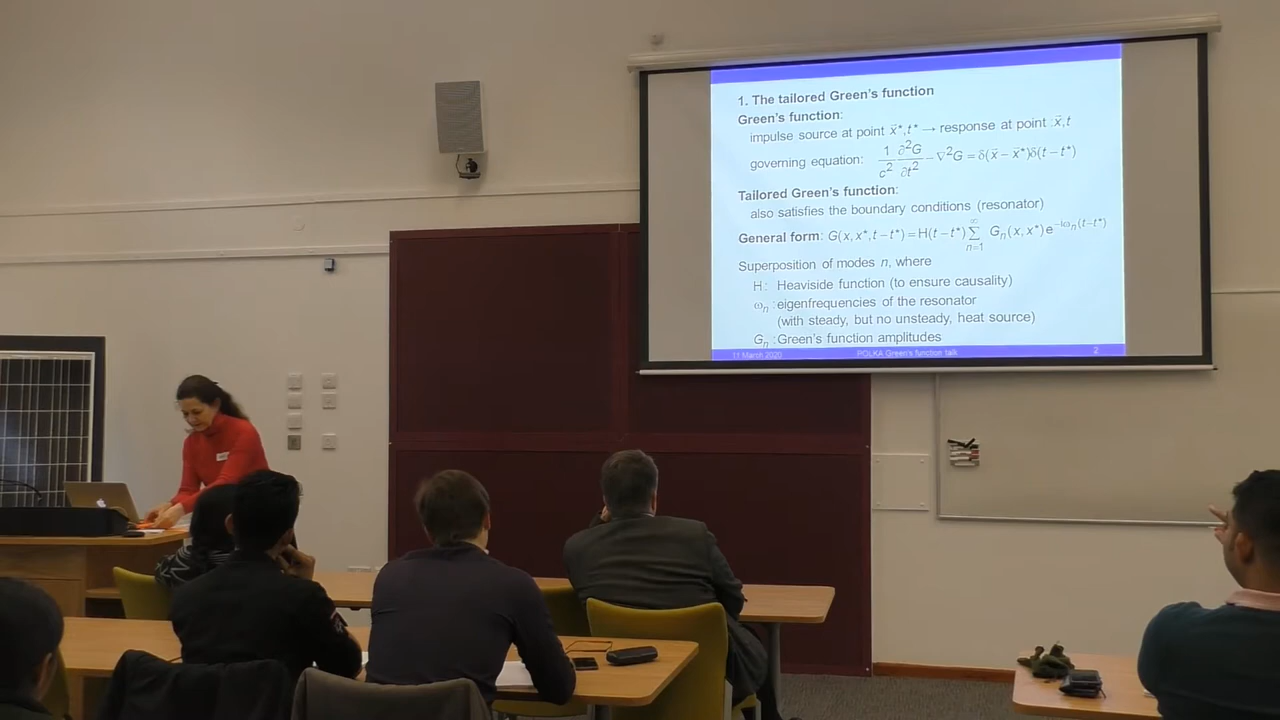 1. The tailored Green's function
Green's function:
impulse source at point x⃗*,t* → response at point :x⃗,t
governing equation: 1/c² ∂²G/∂t² − ∇²G = δ(x⃗ − x⃗*)δ(t − t*)
Tailored Green's function:
also satisfies the boundary conditions (resonator)
General form: G(x, x*, t − t*) = H(t − t*) ∑_{n=1}^{∞} G_n(x, x*) e^{−iω_n(t−t*)}
Superposition of modes n, where
H: Heaviside function (to ensure causality)
ω_n : eigenfrequencies of the resonator
(with steady, but no unsteady, heat source)
G_n : Green's function amplitudes
11 March 2020 POLKA Green's function talk 2